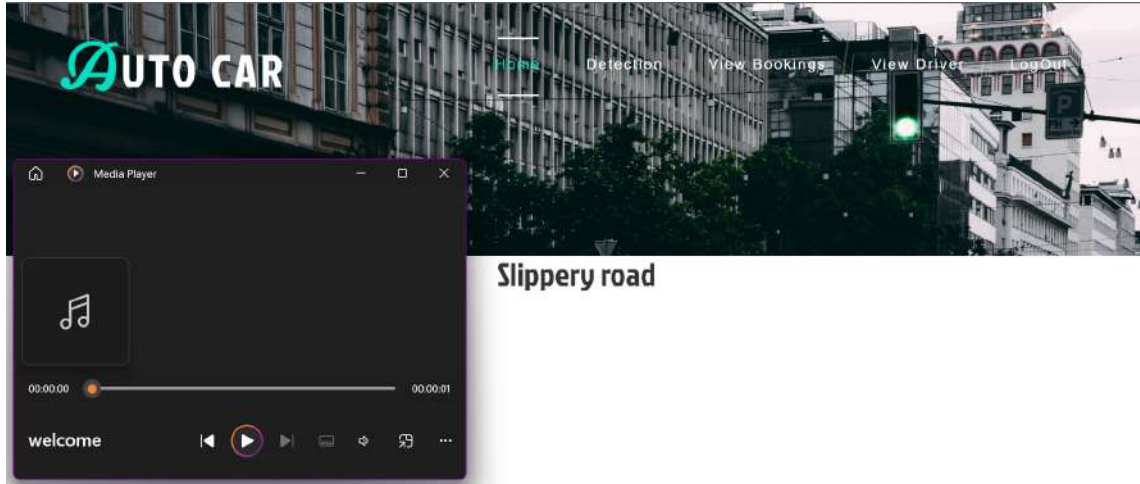 AUTO CAR
Home Detection View Bookings View Driver LogOut
P
Media Player
Slippery road
00:00:00 00:00:01
welcome